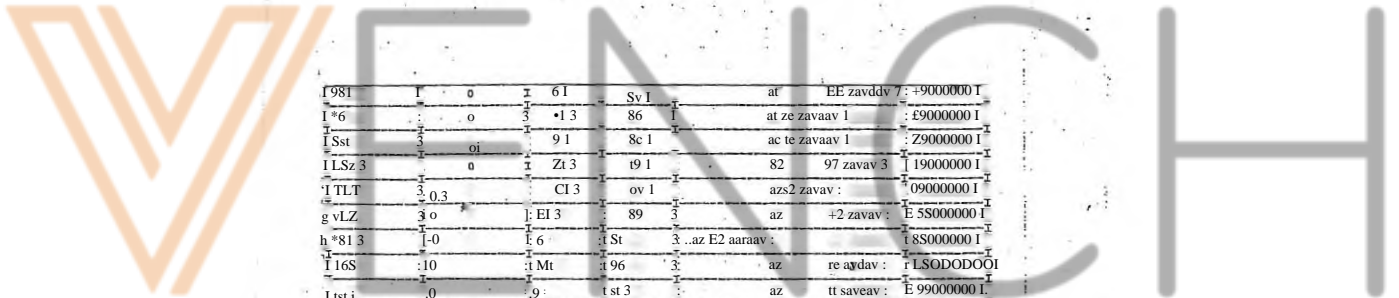 VENCH
I 981 I o I 6 I Sv I at EE zavddv 7 : +9000000 I
I *6 : o 3 •1 3 86 I at ze zavaav 1 : £9000000 I
I Sst 3 oi 9 1 8c 1 ac te zavaav 1 : Z9000000 I
I LSz 3 o I Zt 3 t9 1 82 97 zavav 3 [ 19000000 I
'I TLT 3 0.3 CI 3 ov 1 azs2 zavav : 09000000 I
g vLZ 3 o ]: EI 3 : 89 3 az +2 zavav : E 5S000000 I
h *81 3 [-0 I: 6 :t St 3 ..az E2 aaraav : t 8S000000 I
I 16S :10 :t Mt :t 96 3: az re aydav : r LSODODOOI
I tst i .0 :.9 : t st 3 : az tt saveav : E 99000000 I.